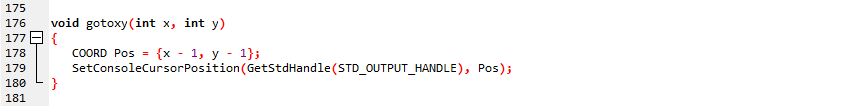 175
176 void gotoxy(int x, int y)
177 {
178 COORD Pos = {x - 1, y - 1};
179 SetConsoleCursorPosition(GetStdHandle(STD_OUTPUT_HANDLE), Pos);
180 }
181